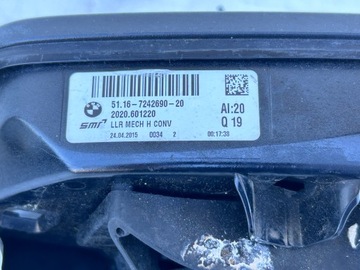 51.16-7242690-20
2020.601220
LLR MECH H CONV
24.04.2015 0034 2 00:17:38
AI:20
Q 19
smr